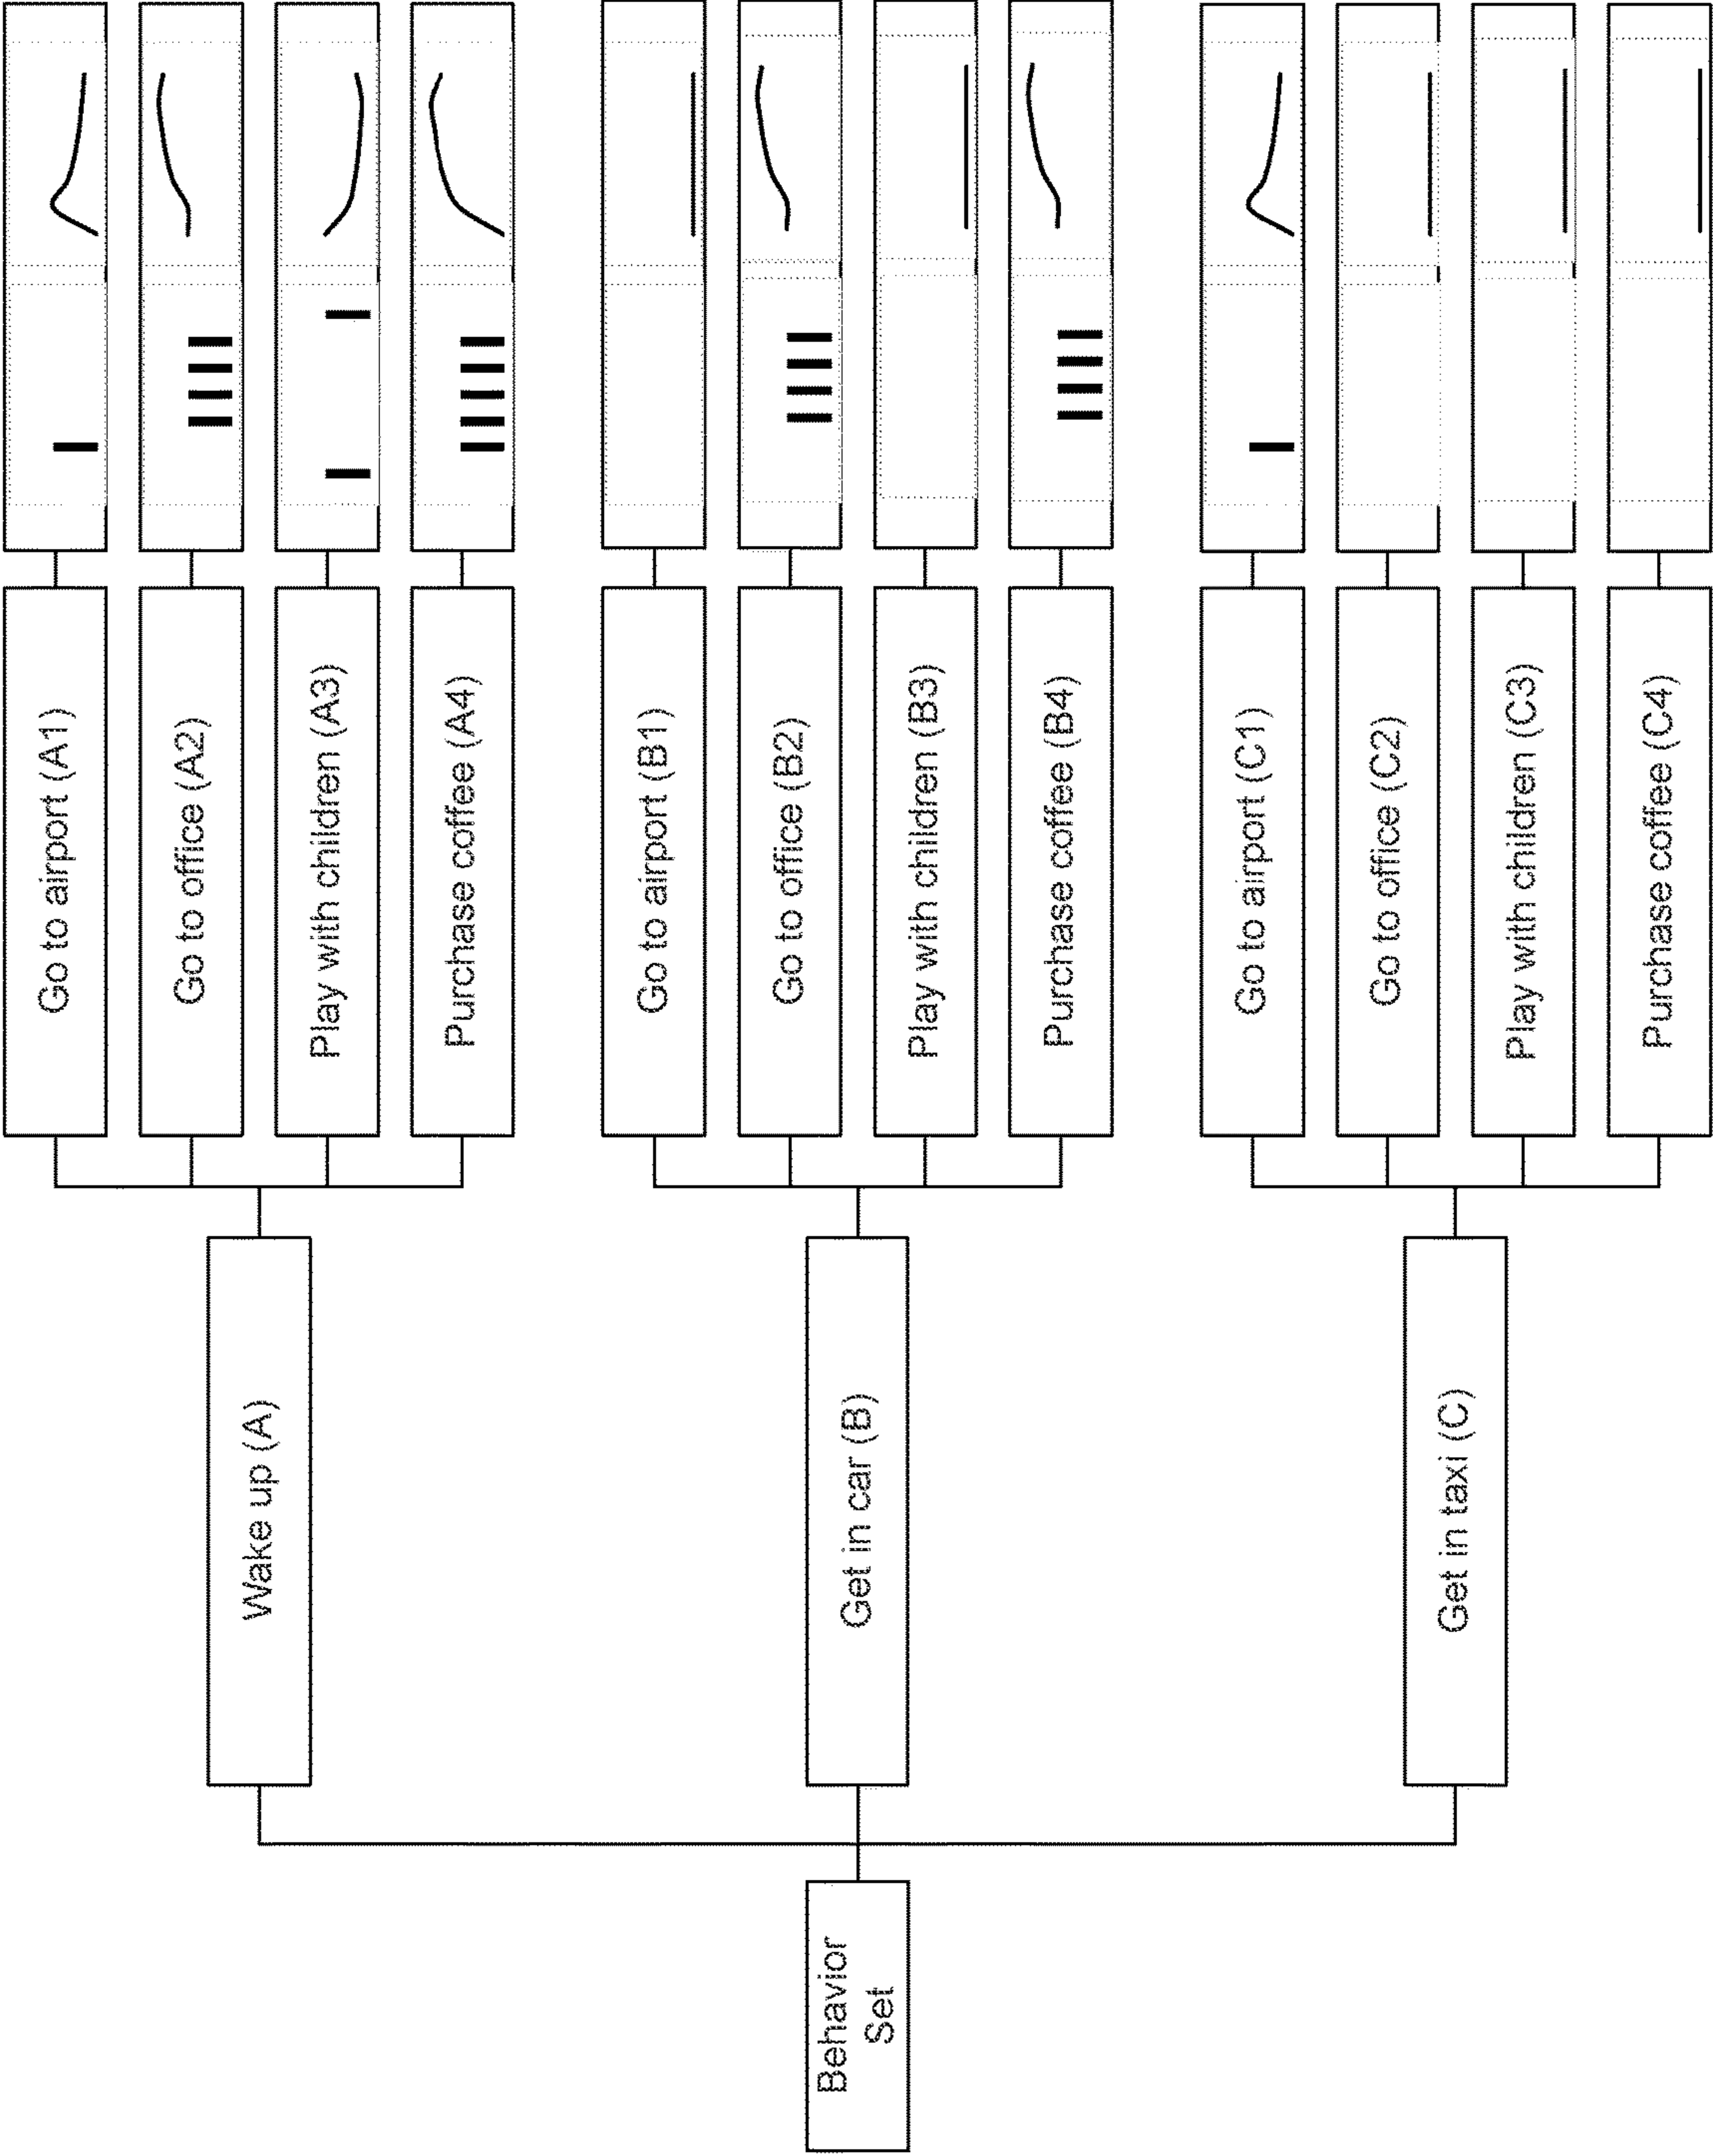 Behavior
Set
Wake up (A)
Go to airport (A1)
Go to office (A2)
Play with children (A3)
Purchase coffee (A4)
Get in car (B)
Go to airport (B1)
Go to office (B2)
Play with children (B3)
Purchase coffee (B4)
Get in taxi (C)
Go to airport (C1)
Go to office (C2)
Play with children (C3)
Purchase coffee (C4)